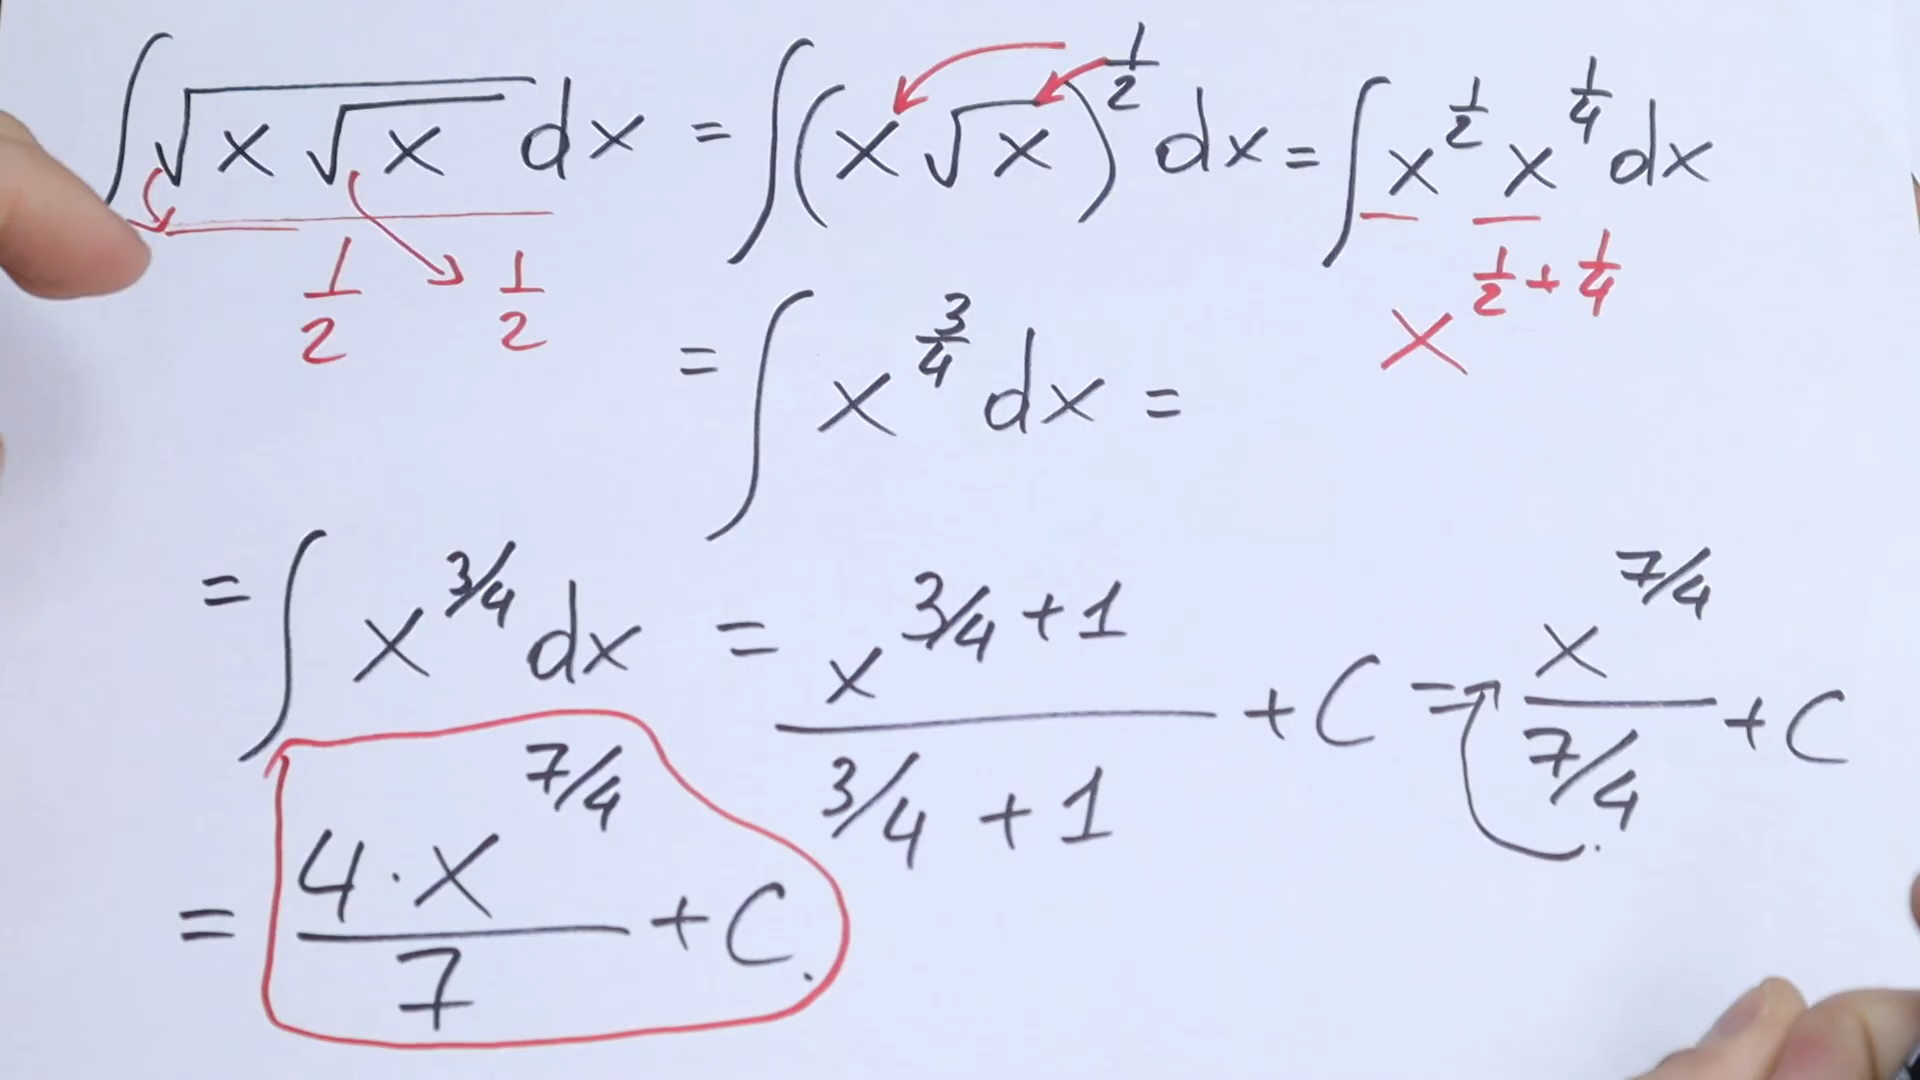 ∫√(x√x) dx = ∫(x√x)^(1/2) dx = ∫x^(1/2) x^(1/4) dx
1/2 1/2 x^(1/2 + 1/4)
= ∫x^(3/4) dx =
= ∫x^(3/4) dx = x^(3/4 + 1) / (3/4 + 1) + C = x^(7/4) / (7/4) + C
= 4·x^(7/4) / 7 + C.